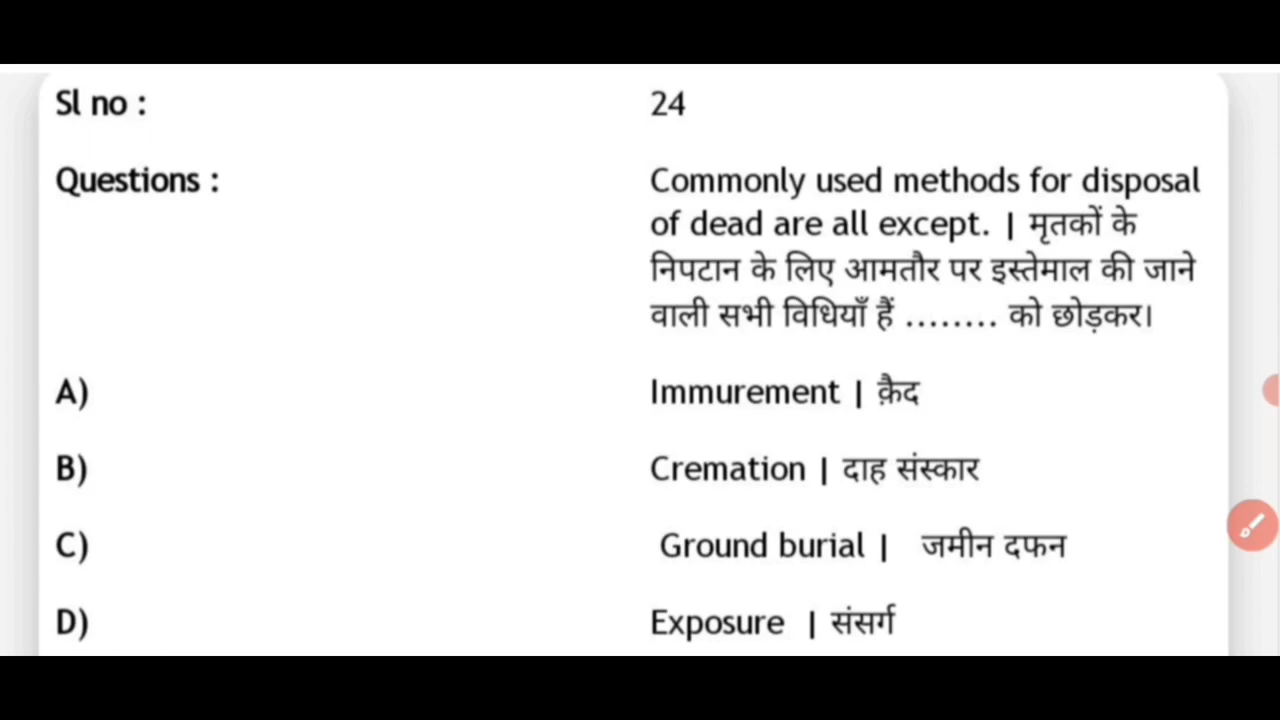 Sl no : 24
Questions : Commonly used methods for disposal
of dead are all except. | मृतकों के
निपटान के लिए आमतौर पर इस्तेमाल की जाने
वाली सभी विधियाँ हैं ........ को छोड़कर।
A) Immurement | क़ैद
B) Cremation | दाह संस्कार
C) Ground burial | जमीन दफन
D) Exposure | संसर्ग